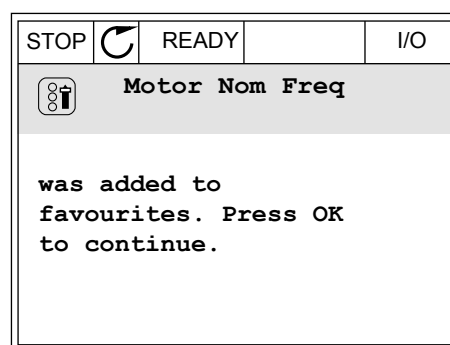 STOP READY I/O
Motor Nom Freq
was added to
favourites. Press OK
to continue.